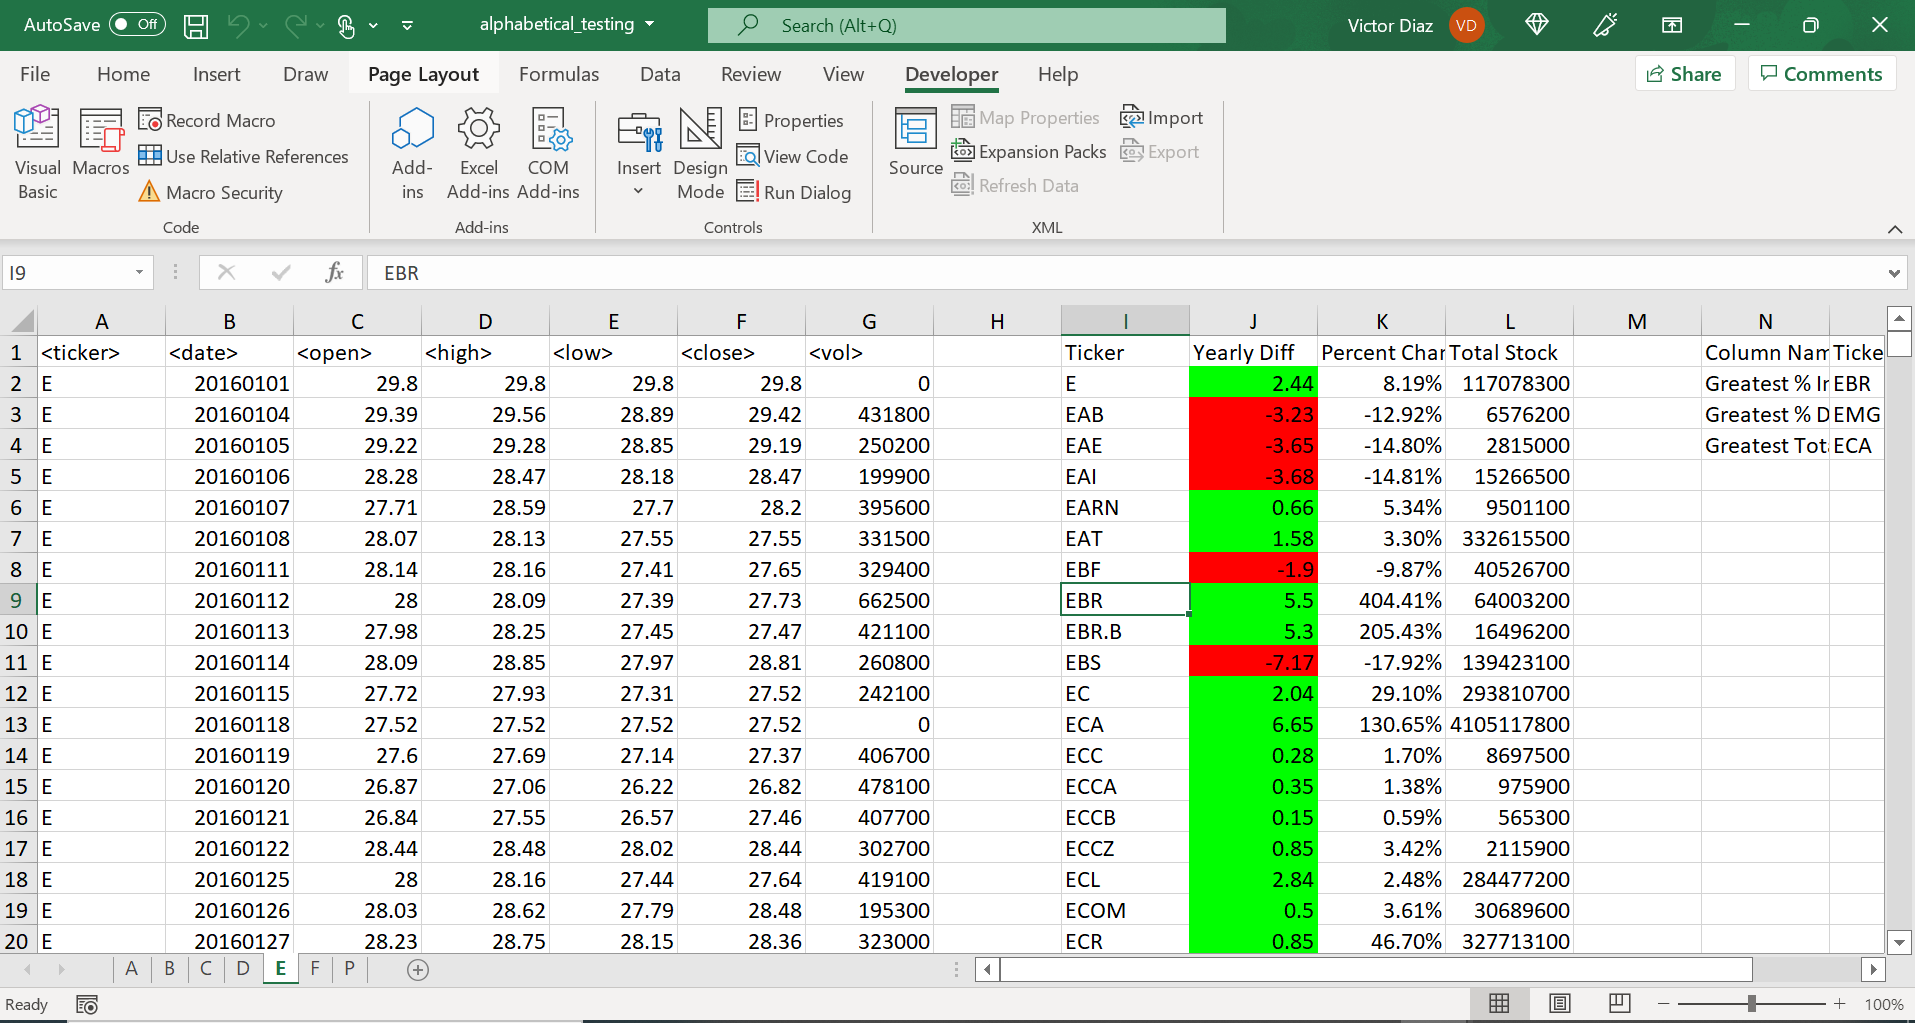 AutoSave Off alphabetical_testing Search (Alt+Q) Victor Diaz VD
File Home Insert Draw Page Layout Formulas Data Review View Developer Help Share Comments
Visual Basic
Macros
Record Macro
Use Relative References
Macro Security
Code
Add-ins
Excel Add-ins
COM Add-ins
Add-ins
Insert
Design Mode
Properties
View Code
Run Dialog
Controls
Source
Map Properties
Expansion Packs
Refresh Data
Import
Export
XML
I9 fx EBR
A B C D E F G H I J K L M N
1 <ticker> <date> <open> <high> <low> <close> <vol> Ticker Yearly Diff Percent Char Total Stock Column Nam Ticke
2 E 20160101 29.8 29.8 29.8 29.8 0 E 2.44 8.19% 117078300 Greatest % Ir EBR
3 E 20160104 29.39 29.56 28.89 29.42 431800 EAB -3.23 -12.92% 6576200 Greatest % D EMG
4 E 20160105 29.22 29.28 28.85 29.19 250200 EAE -3.65 -14.80% 2815000 Greatest Tota ECA
5 E 20160106 28.28 28.47 28.18 28.47 199900 EAI -3.68 -14.81% 15266500
6 E 20160107 27.71 28.59 27.7 28.2 395600 EARN 0.66 5.34% 9501100
7 E 20160108 28.07 28.13 27.55 27.55 331500 EAT 1.58 3.30% 332615500
8 E 20160111 28.14 28.16 27.41 27.65 329400 EBF -1.9 -9.87% 40526700
9 E 20160112 28 28.09 27.39 27.73 662500 EBR 5.5 404.41% 64003200
10 E 20160113 27.98 28.25 27.45 27.47 421100 EBR.B 5.3 205.43% 16496200
11 E 20160114 28.09 28.85 27.97 28.81 260800 EBS -7.17 -17.92% 139423100
12 E 20160115 27.72 27.93 27.31 27.52 242100 EC 2.04 29.10% 293810700
13 E 20160118 27.52 27.52 27.52 27.52 0 ECA 6.65 130.65% 4105117800
14 E 20160119 27.6 27.69 27.14 27.37 406700 ECC 0.28 1.70% 8697500
15 E 20160120 26.87 27.06 26.22 26.82 478100 ECCA 0.35 1.38% 975900
16 E 20160121 26.84 27.55 26.57 27.46 407700 ECCB 0.15 0.59% 565300
17 E 20160122 28.44 28.48 28.02 28.44 302700 ECCZ 0.85 3.42% 2115900
18 E 20160125 28 28.16 27.44 27.64 419100 ECL 2.84 2.48% 284477200
19 E 20160126 28.03 28.62 27.79 28.48 195300 ECOM 0.5 3.61% 30689600
20 E 20160127 28.23 28.75 28.15 28.36 323000 ECR 0.85 46.70% 327713100
A B C D E F P
Ready 100%